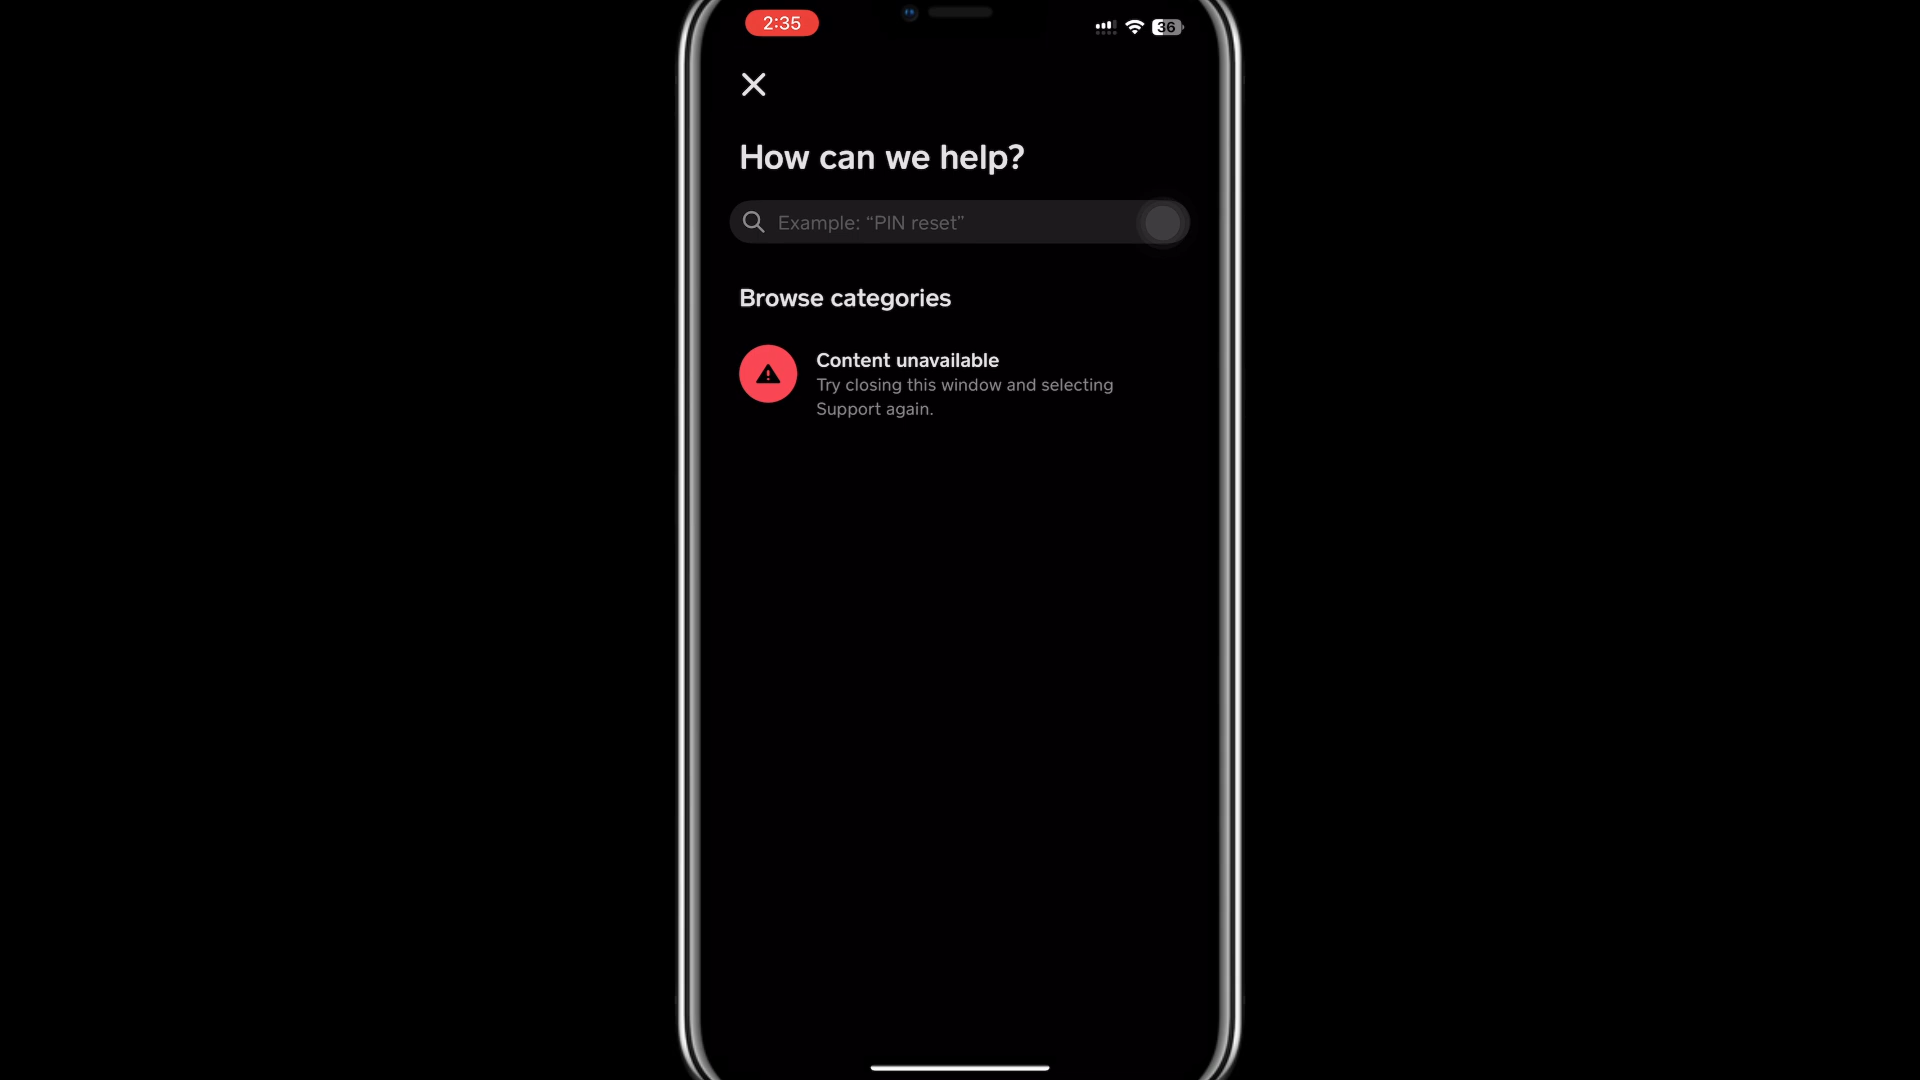 2:35
36
How can we help?
Example: “PIN reset”
Browse categories
Content unavailable
Try closing this window and selecting
Support again.